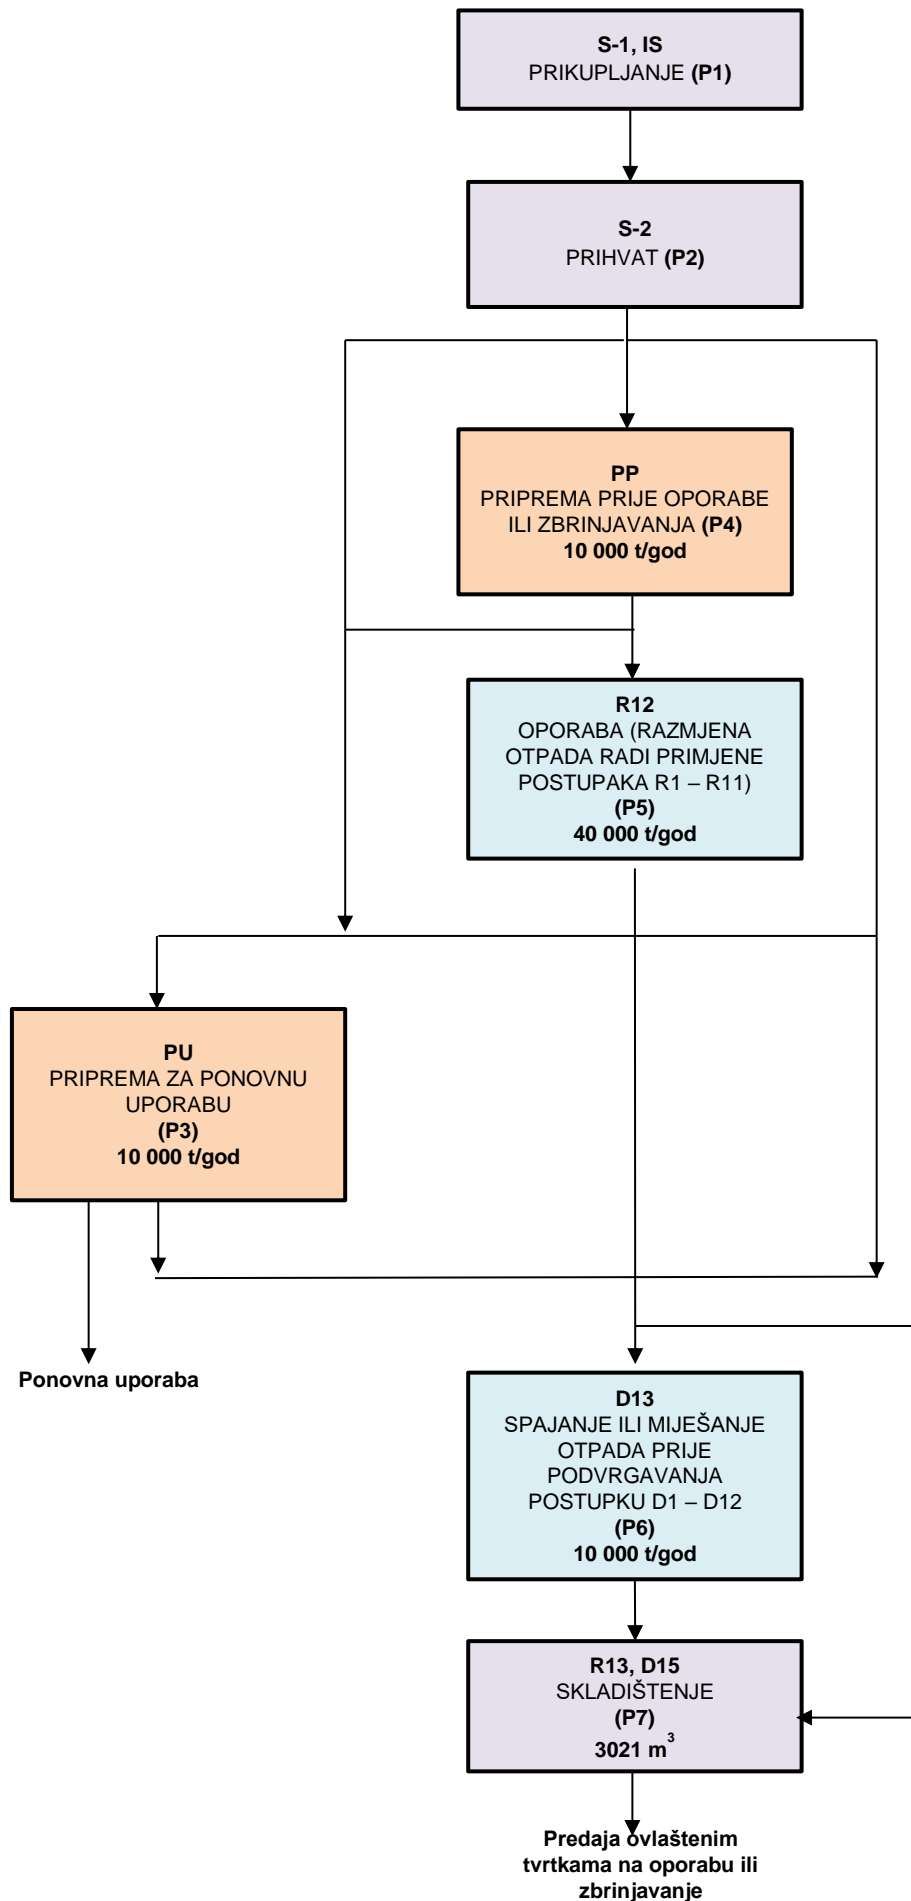 S-1, IS
PRIKUPLJANJE (P1)
S-2
PRIHVAT (P2)
PP
PRIPREMA PRIJE OPORABE
ILI ZBRINJAVANJA (P4)
10 000 t/god
R12
OPORABA (RAZMJENA
OTPADA RADI PRIMJENE
POSTUPAKA R1 – R11)
(P5)
40 000 t/god
PU
PRIPREMA ZA PONOVNU
UPORABU
(P3)
10 000 t/god
Ponovna uporaba
D13
SPAJANJE ILI MIJEŠANJE
OTPADA PRIJE
PODVRGAVANJA
POSTUPKU D1 – D12
(P6)
10 000 t/god
R13, D15
SKLADIŠTENJE
(P7)
3021 m³
Predaja ovlaštenim
tvrtkama na oporabu ili
zbrinjavanje